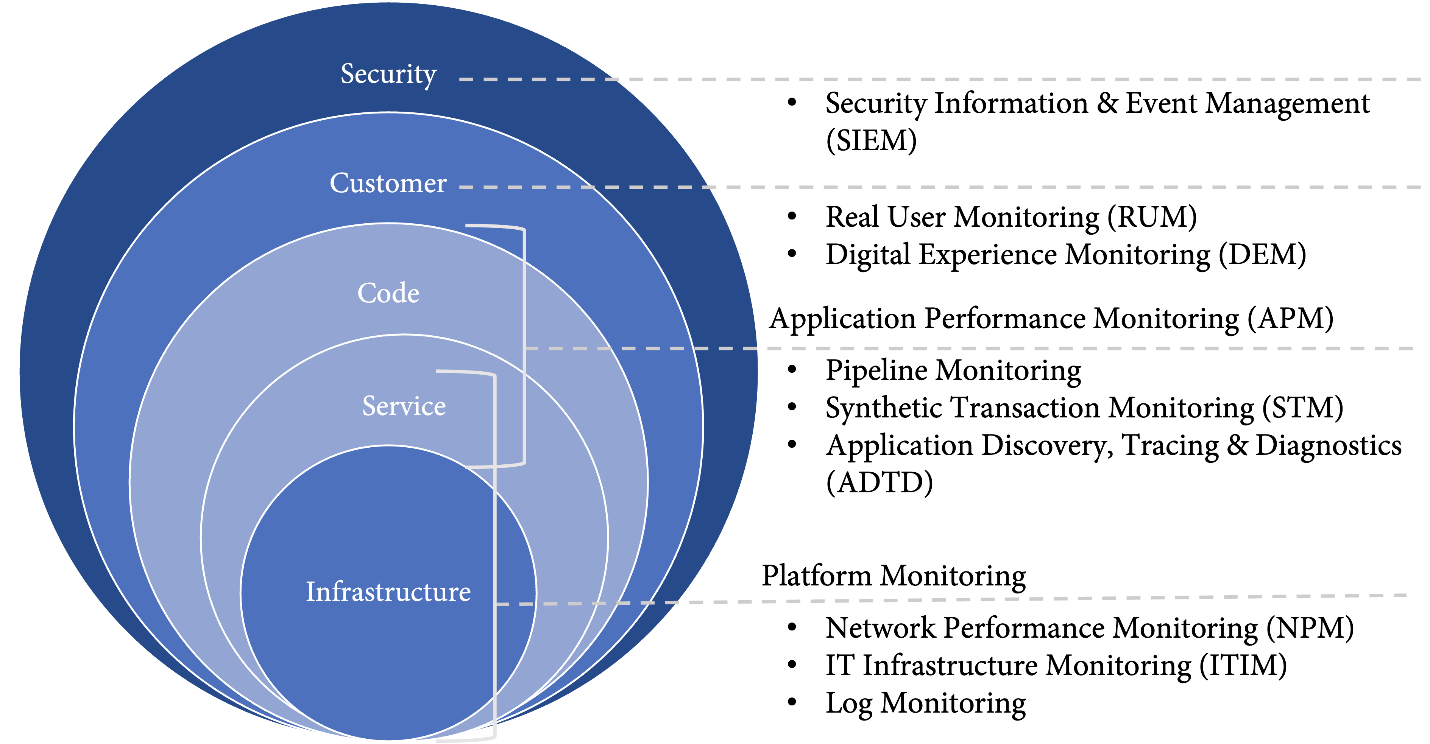 Security
• Security Information & Event Management
(SIEM)
Customer
• Real User Monitoring (RUM)
• Digital Experience Monitoring (DEM)
Code
Application Performance Monitoring (APM)
• Pipeline Monitoring
Service
• Synthetic Transaction Monitoring (STM)
• Application Discovery, Tracing & Diagnostics
(ADTD)
Infrastructure
Platform Monitoring
• Network Performance Monitoring (NPM)
• IT Infrastructure Monitoring (ITIM)
• Log Monitoring